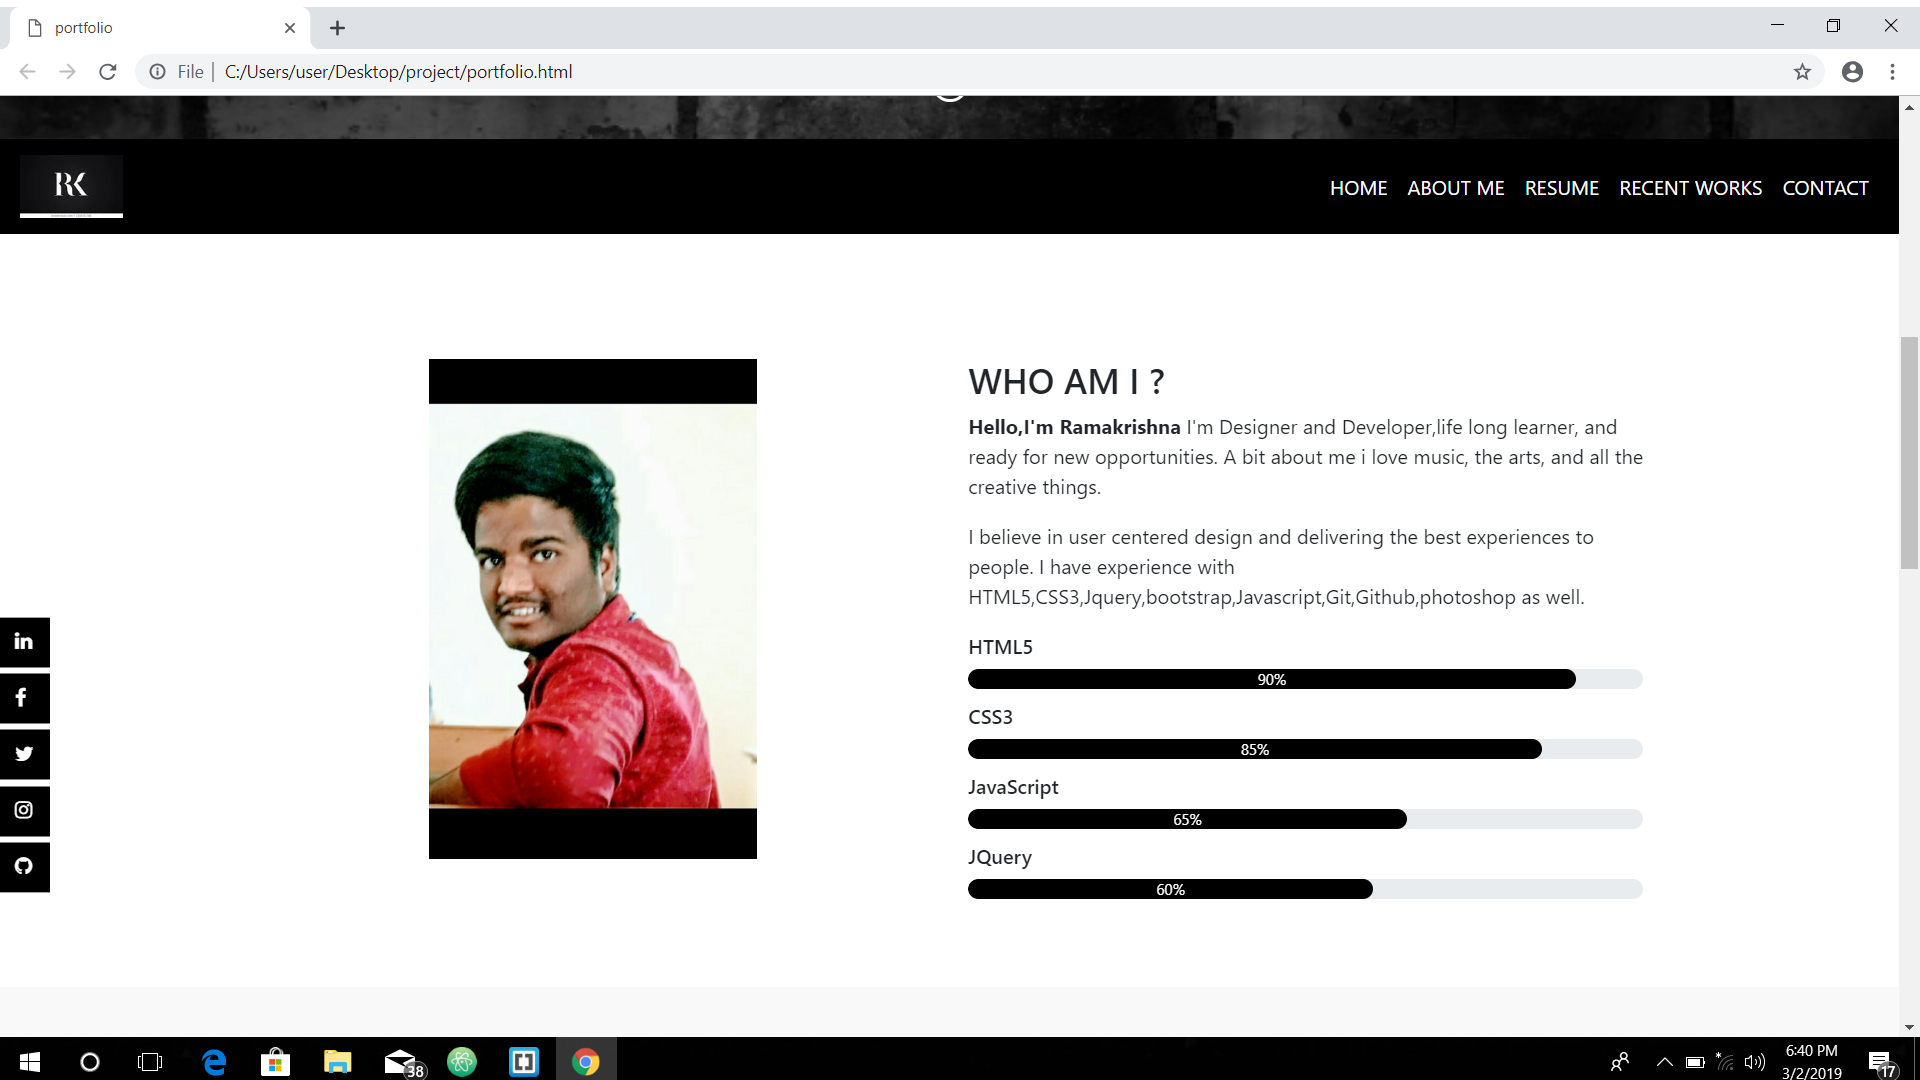 portfolio
File | C:/Users/user/Desktop/project/portfolio.html
RK
HOME ABOUT ME RESUME RECENT WORKS CONTACT
WHO AM I ?
Hello,I'm Ramakrishna I'm Designer and Developer,life long learner, and
ready for new opportunities. A bit about me i love music, the arts, and all the
creative things.
I believe in user centered design and delivering the best experiences to
people. I have experience with
HTML5,CSS3,Jquery,bootstrap,Javascript,Git,Github,photoshop as well.
HTML5
90%
CSS3
85%
JavaScript
65%
JQuery
60%
in
38
6:40 PM
3/2/2019
17